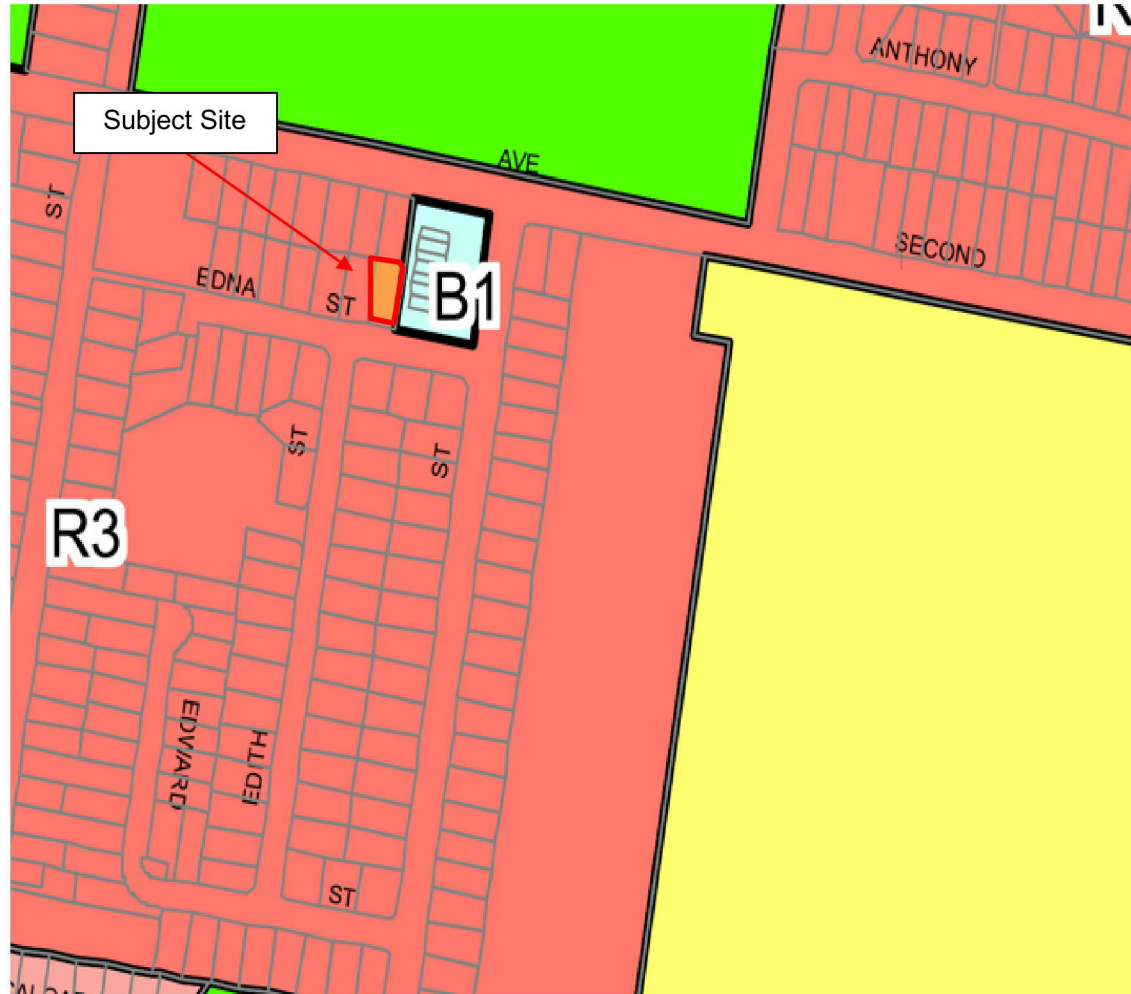 ANTHONY
Subject Site
AVE
ST
SECOND
EDNA
ST
B1
ST
ST
R3
EDWARD
EDITH
ST